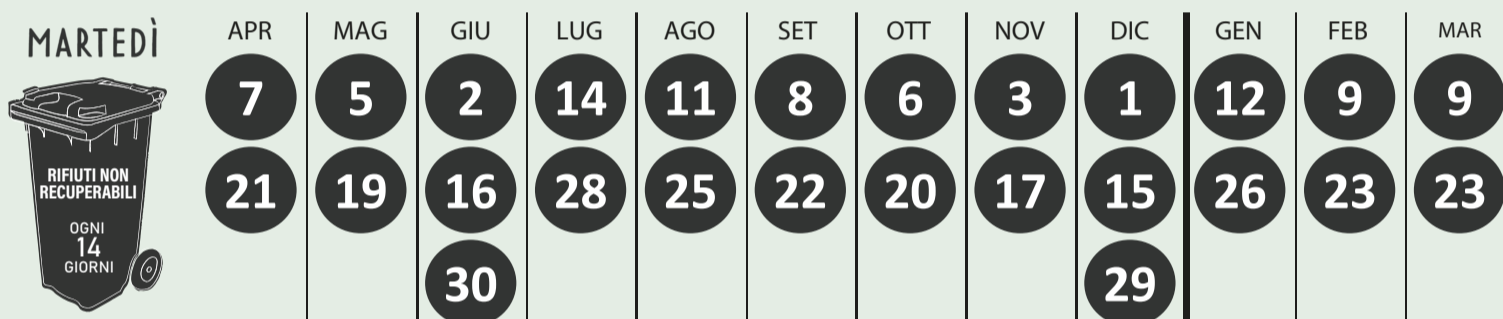 MARTEDÌ
RIFIUTI NON
RECUPERABILI
OGNI
14
GIORNI
APR MAG GIU LUG AGO SET OTT NOV DIC GEN FEB MAR
7 5 2 14 11 8 6 3 1 12 9 9
21 19 16 28 25 22 20 17 15 26 23 23
30 29